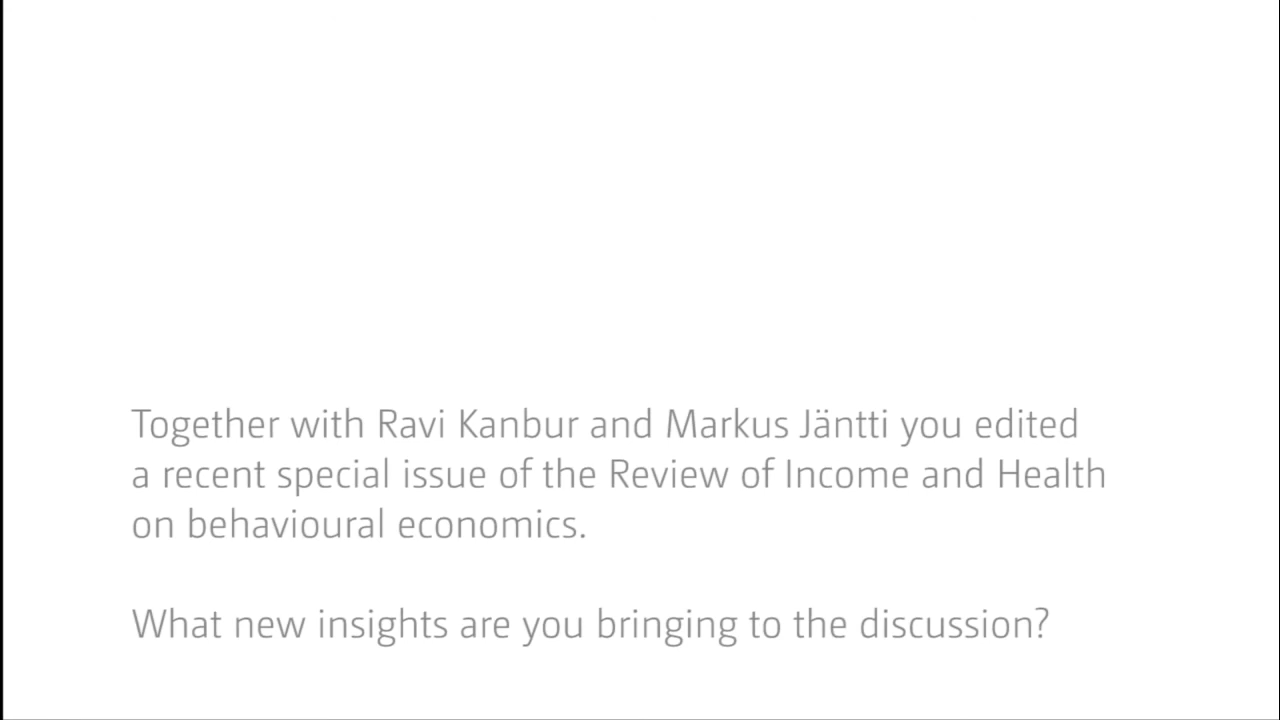 Together with Ravi Kanbur and Markus Jäntti you edited
a recent special issue of the Review of Income and Health
on behavioural economics.
What new insights are you bringing to the discussion?